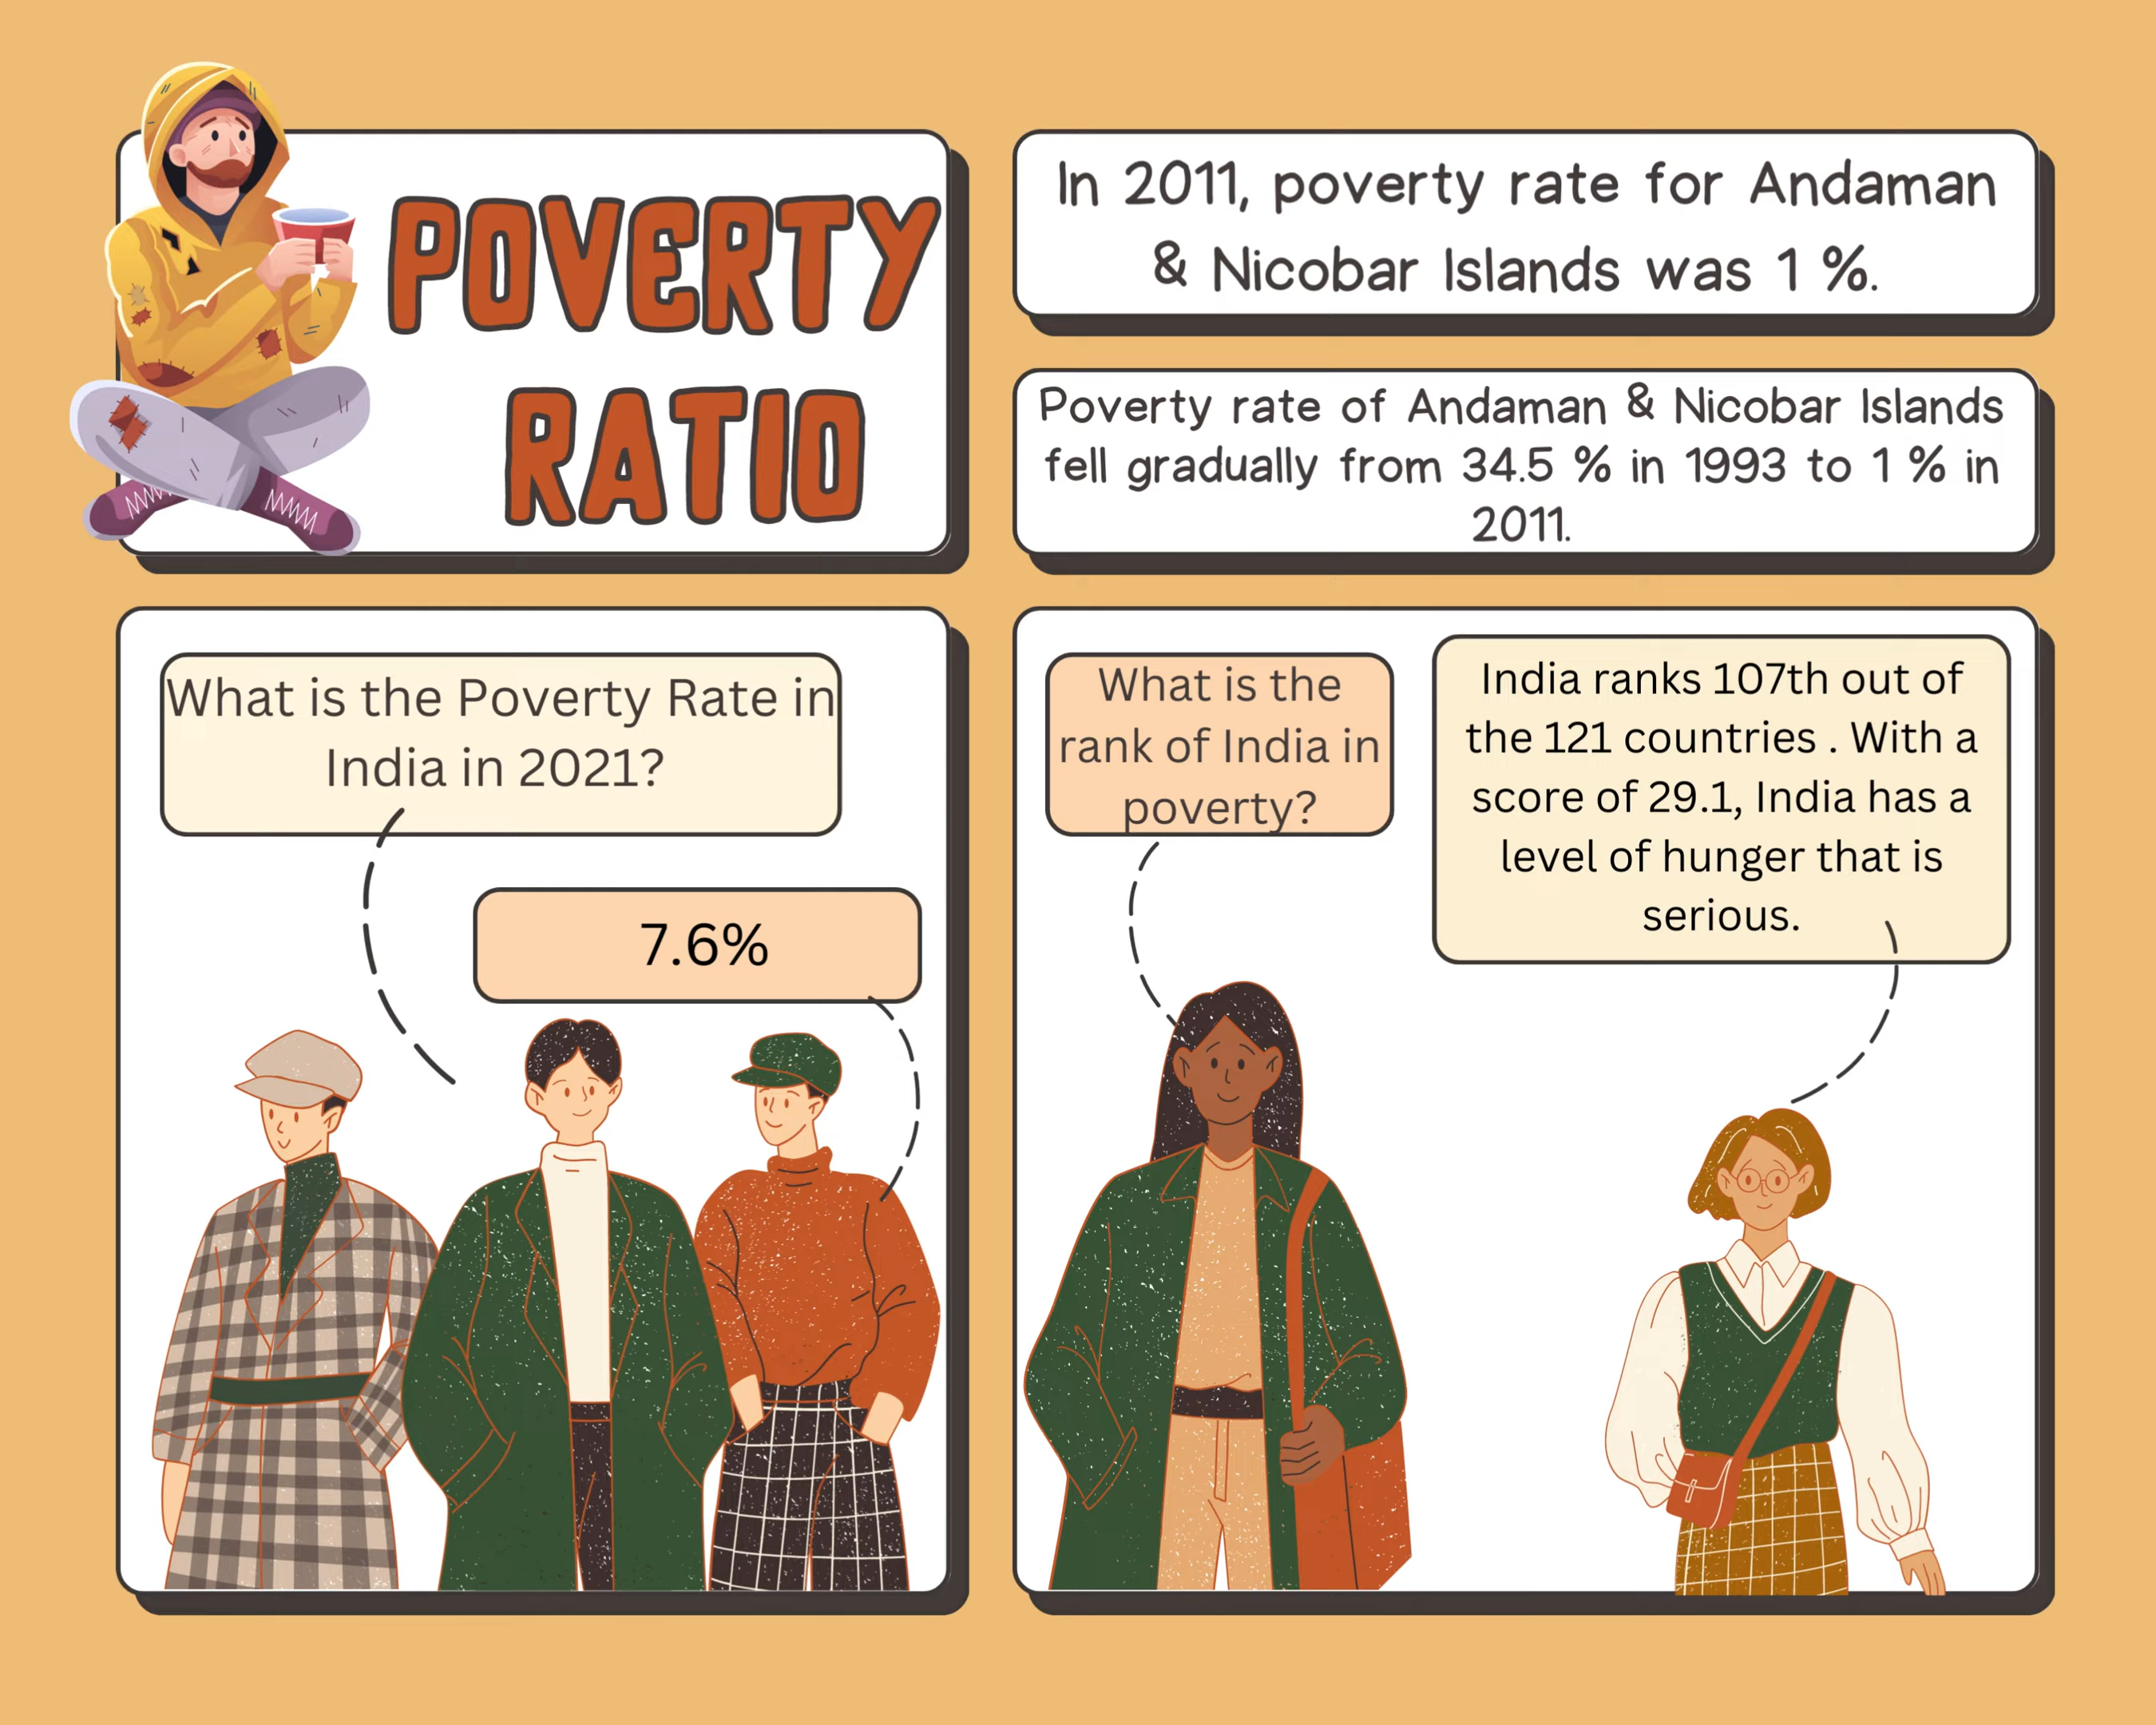 POVERTY
RATIO
In 2011, poverty rate for Andaman
& Nicobar Islands was 1 %.
Poverty rate of Andaman & Nicobar Islands
fell gradually from 34.5 % in 1993 to 1 % in
2011.
What is the Poverty Rate in
India in 2021?
7.6%
What is the
rank of India in
poverty?
India ranks 107th out of
the 121 countries . With a
score of 29.1, India has a
level of hunger that is
serious.